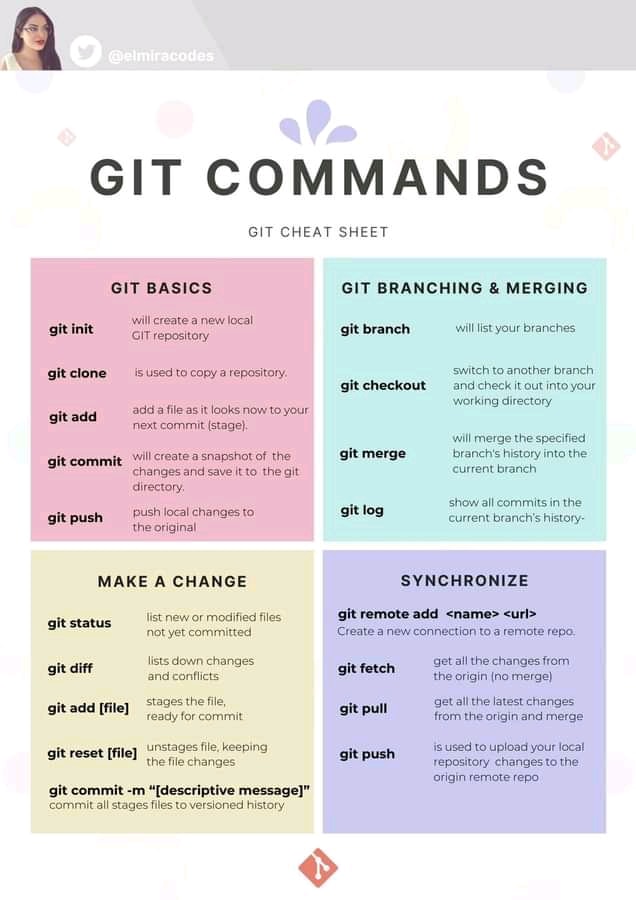 @elmiracodes
GIT COMMANDS
GIT CHEAT SHEET
GIT BASICS
git init
will create a new local
GIT repository
git clone
is used to copy a repository.
git add
add a file as it looks now to your
next commit (stage).
git commit
will create a snapshot of the
changes and save it to the git
directory.
git push
push local changes to
the original
GIT BRANCHING & MERGING
git branch
will list your branches
git checkout
switch to another branch
and check it out into your
working directory
git merge
will merge the specified
branch's history into the
current branch
git log
show all commits in the
current branch's history-
MAKE A CHANGE
git status
list new or modified files
not yet committed
git diff
lists down changes
and conflicts
git add [file]
stages the file,
ready for commit
git reset [file]
unstages file, keeping
the file changes
git commit -m “[descriptive message]”
commit all stages files to versioned history
SYNCHRONIZE
git remote add <name> <url>
Create a new connection to a remote repo.
git fetch
get all the changes from
the origin (no merge)
git pull
get all the latest changes
from the origin and merge
git push
is used to upload your local
repository changes to the
origin remote repo